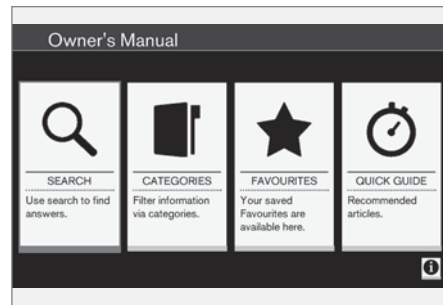 Owner's Manual
SEARCH
Use search to find
answers.
CATEGORIES
Filter information
via categories.
FAVOURITES
Your saved
Favourites are
available here.
QUICK GUIDE
Recommended
articles.